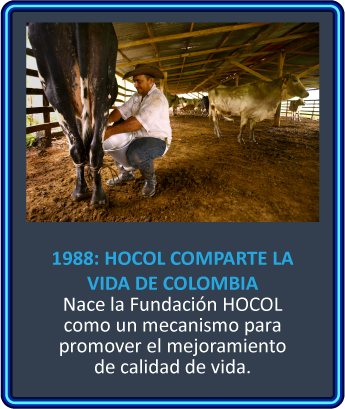 1988: HOCOL COMPARTE LA
VIDA DE COLOMBIA
Nace la Fundación HOCOL
como un mecanismo para
promover el mejoramiento
de calidad de vida.